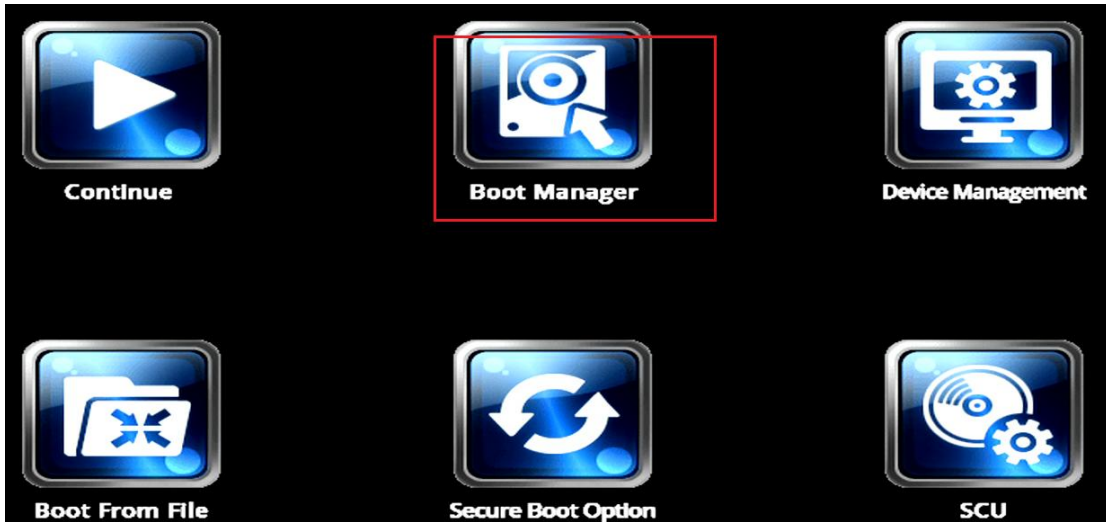 Continue
Boot Manager
Device Management
Boot From File
Secure Boot Option
SCU